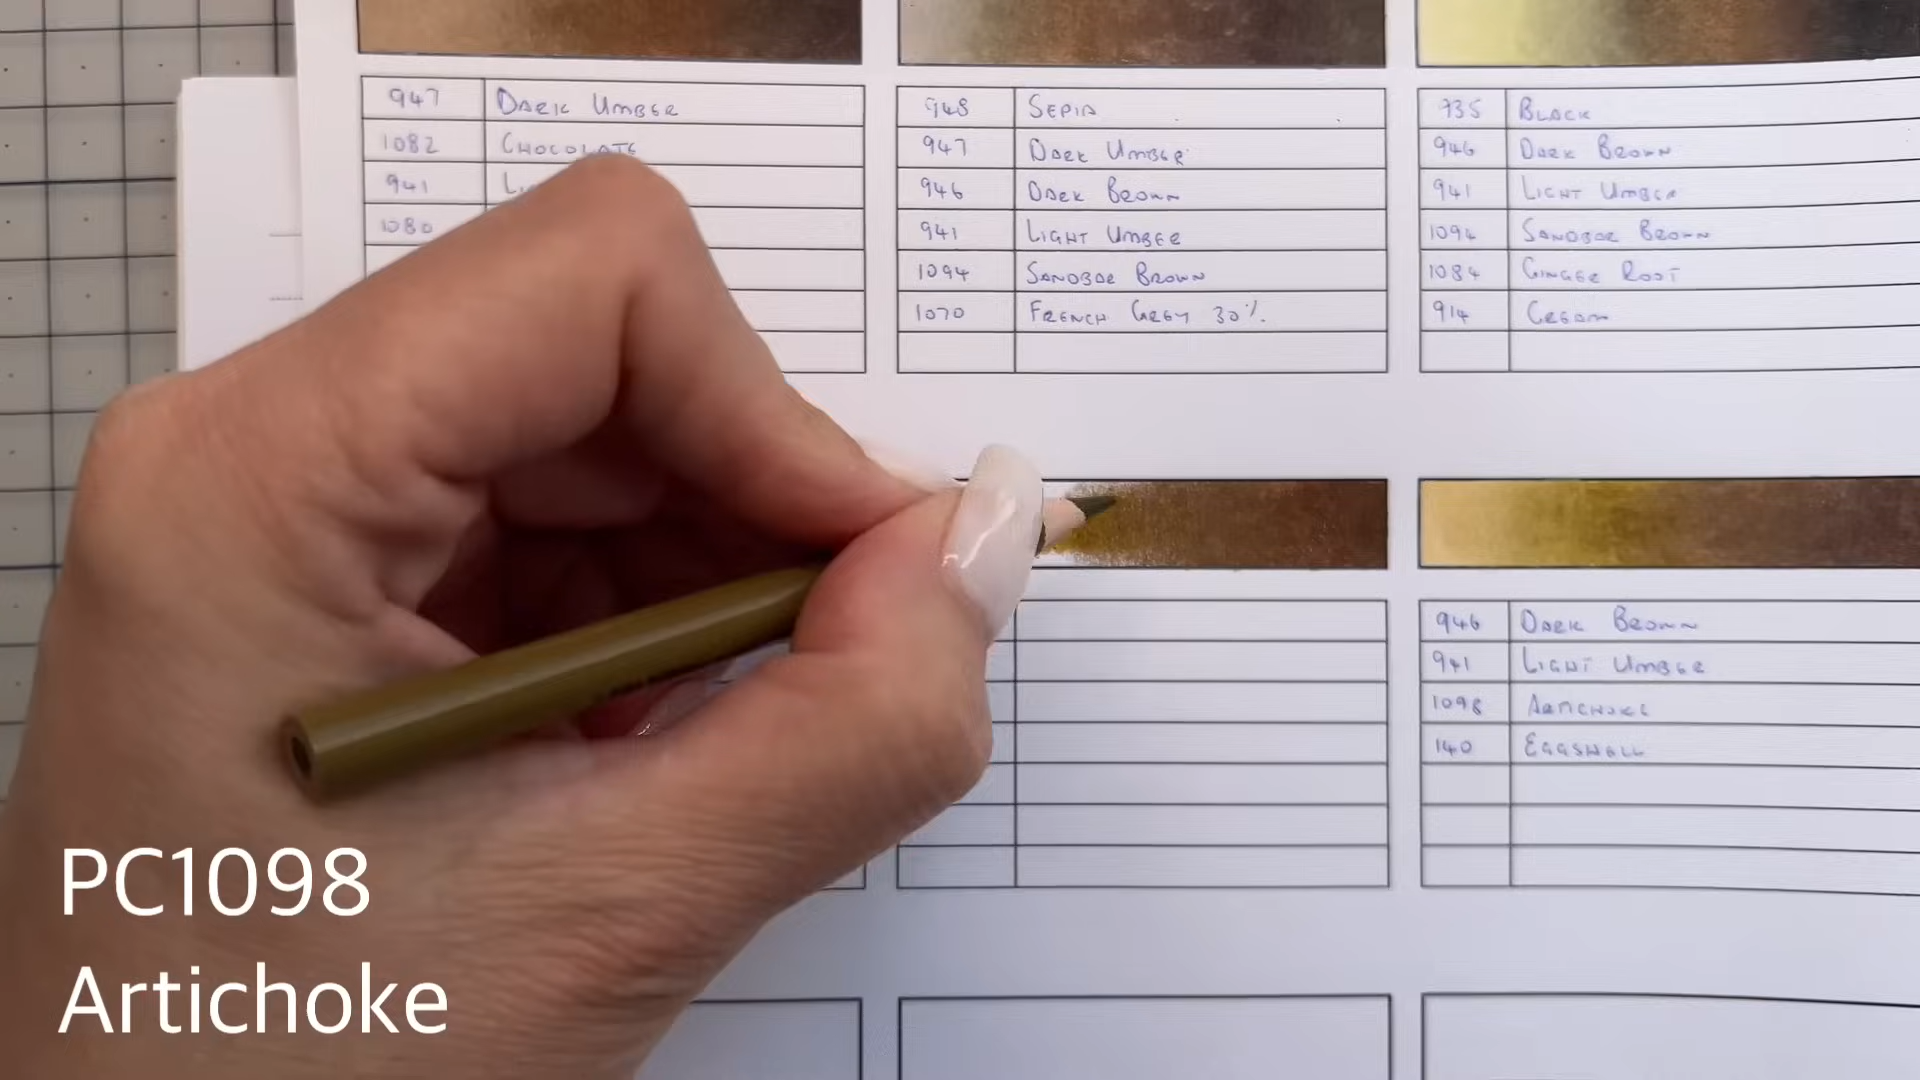 947 Dark Umber
1082 Chocolate
941
1080
948 Sepia
947 Dark Umber
946 Dark Brown
941 Light Umber
1094 Sandbar Brown
1070 French Grey 30%.
935 Black
946 Dark Brown
941 Light Umber
1094 Sandbar Brown
1084 Ginger Root
914 Cream
946 Dark Brown
941 Light Umber
1098 Artichoke
140 Eggshell
PC1098
Artichoke